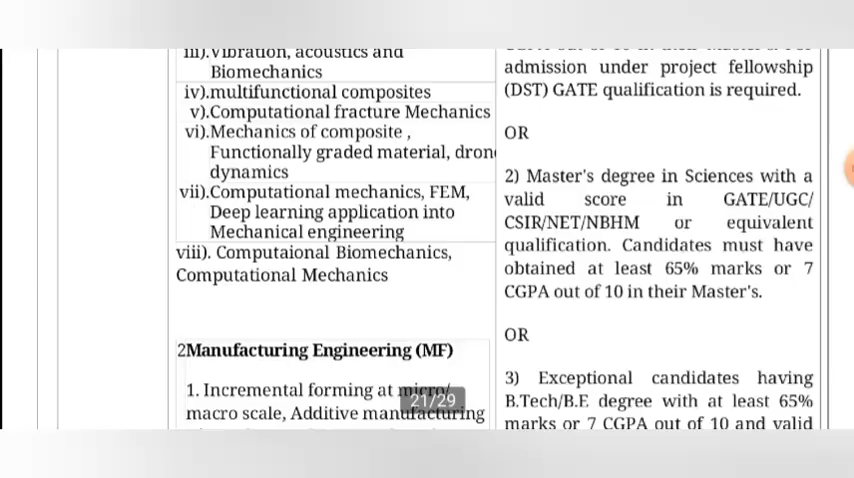 iii).Vibration, acoustics and
Biomechanics
iv).multifunctional composites
v).Computational fracture Mechanics
vi).Mechanics of composite ,
Functionally graded material, dron
dynamics
vii).Computational mechanics, FEM,
Deep learning application into
Mechanical engineering
viii). Computaional Biomechanics,
Computational Mechanics
2Manufacturing Engineering (MF)
1. Incremental forming at micro/
macro scale, Additive manufacturing
21/29
admission under project fellowship
(DST) GATE qualification is required.
OR
2) Master's degree in Sciences with a
valid score in GATE/UGC/
CSIR/NET/NBHM or equivalent
qualification. Candidates must have
obtained at least 65% marks or 7
CGPA out of 10 in their Master's.
OR
3) Exceptional candidates having
B.Tech/B.E degree with at least 65%
marks or 7 CGPA out of 10 and valid